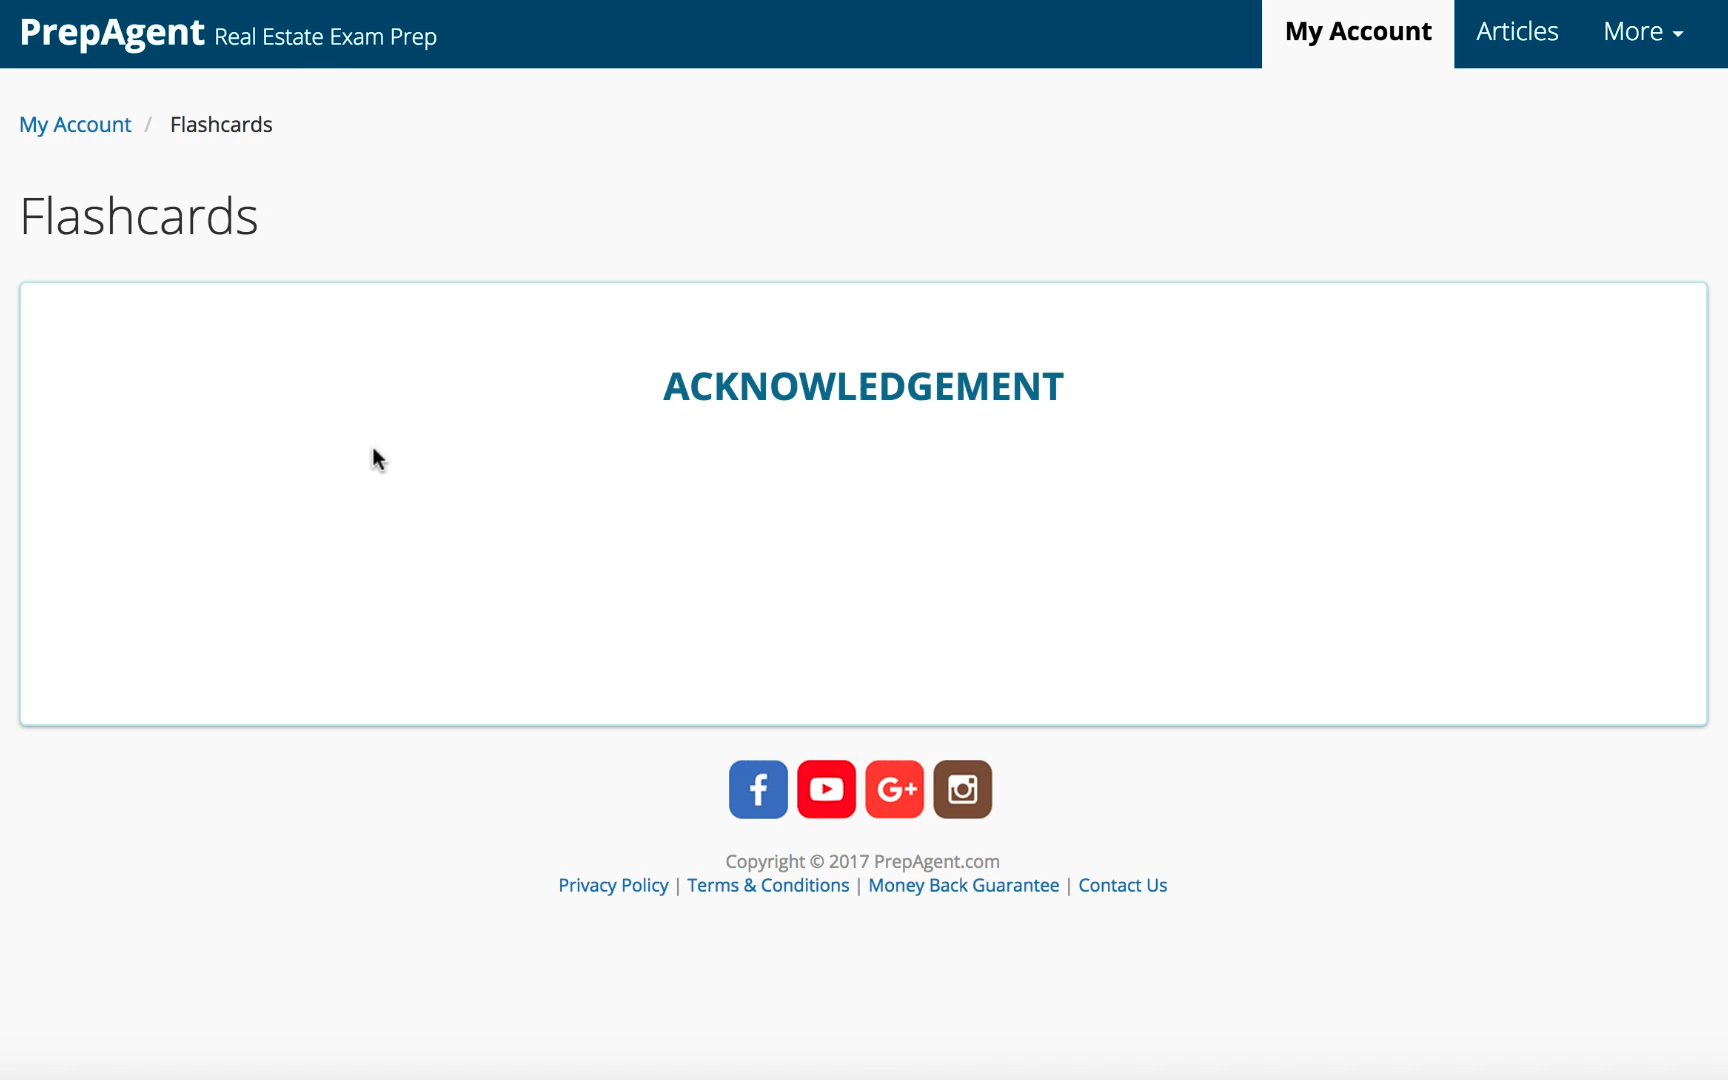 PrepAgent Real Estate Exam Prep
My Account
Articles
More
My Account / Flashcards
Flashcards
ACKNOWLEDGEMENT
f
G+
Copyright © 2017 PrepAgent.com
Privacy Policy | Terms & Conditions | Money Back Guarantee | Contact Us